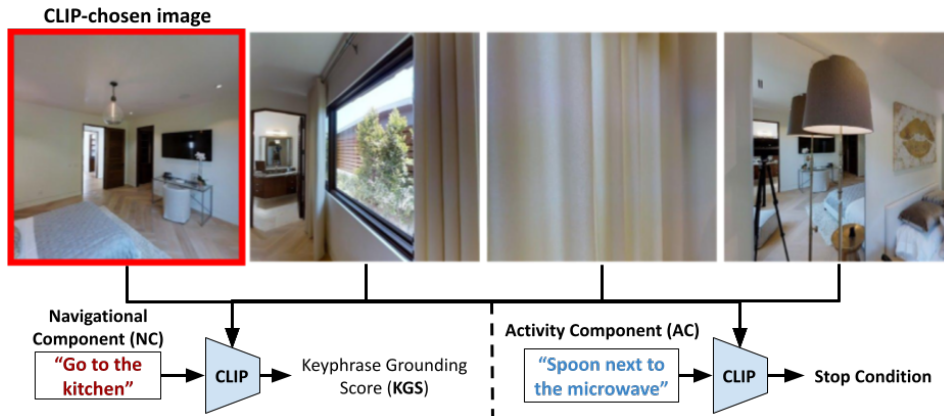 CLIP-chosen image
Navigational
Component (NC)
"Go to the
kitchen"
CLIP
Keyphrase Grounding
Score (KGS)
Activity Component (AC)
"Spoon next to
the microwave"
CLIP
Stop Condition